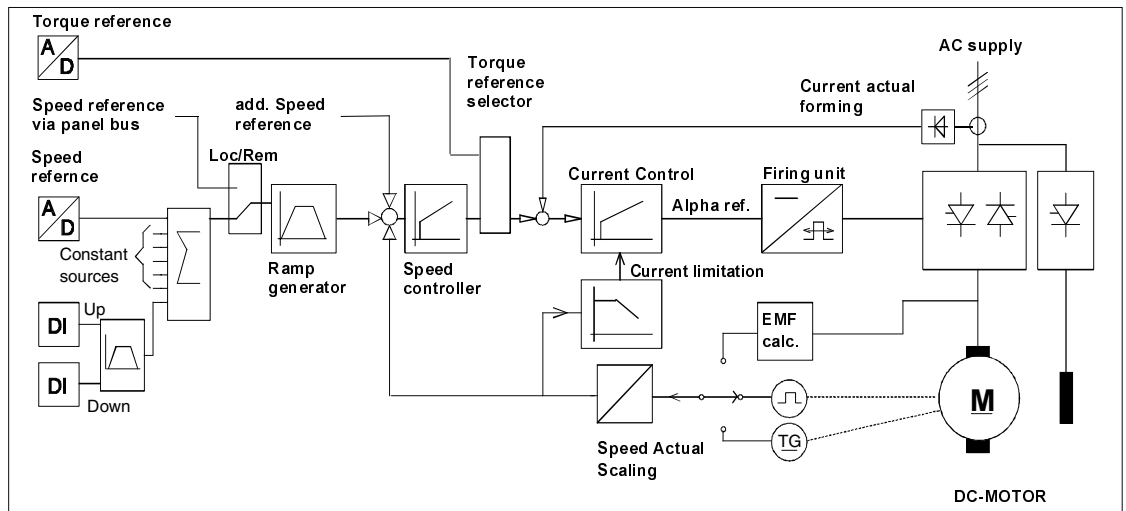 Torque reference
A
D
Torque
reference
selector
AC supply
Current actual
forming
Speed reference
via panel bus
add. Speed
reference
Loc/Rem
Speed
refernce
A
D
Current Control
Firing unit
Alpha ref.
Constant
sources
Ramp
generator
Speed
controller
Current limitation
DI
Up
DI
Down
EMF
calc.
M
TG
Speed Actual
Scaling
DC-MOTOR